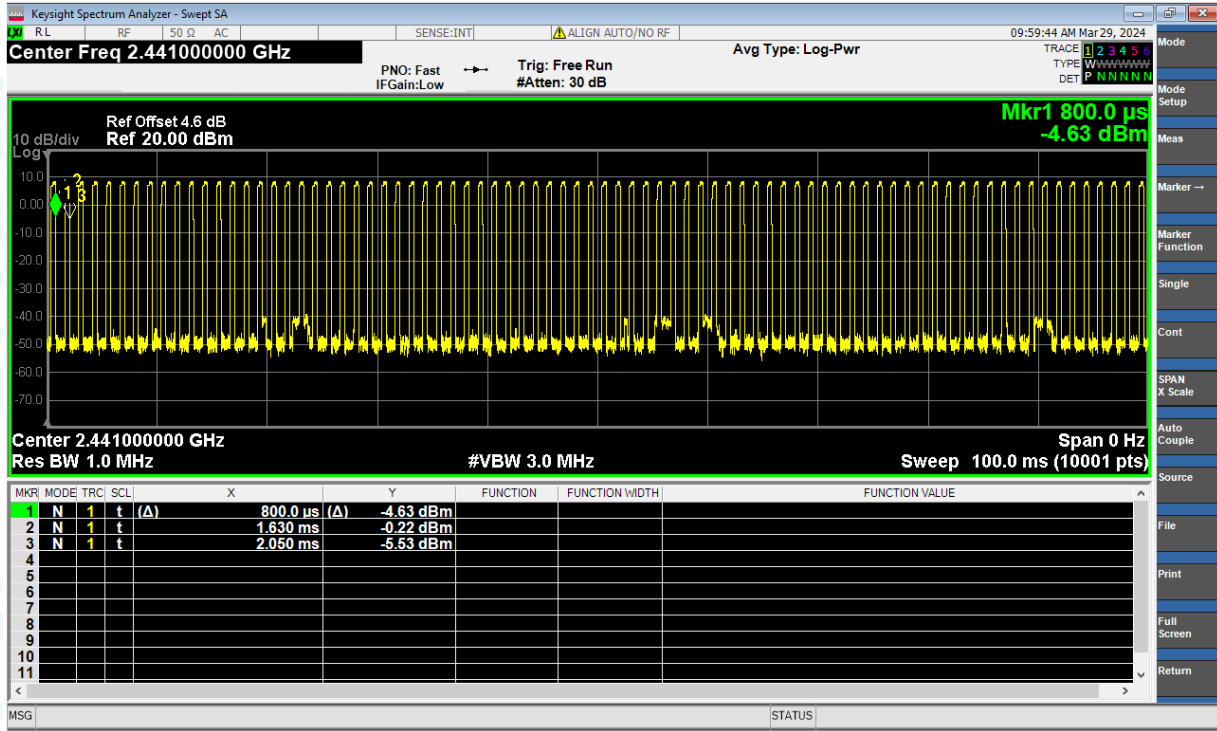 Keysight Spectrum Analyzer - Swept SA
LXI RL RF 50 Ω AC SENSE:INT ALIGN AUTO/NO RF 09:59:44 AM Mar 29, 2024
Center Freq 2.441000000 GHz
PNO: Fast
IFGain:Low
Trig: Free Run
#Atten: 30 dB
Avg Type: Log-Pwr
TRACE 1 2 3 4 5 6
TYPE WWWWWW
DET P N N N N N
Mkr1 800.0 µs
-4.63 dBm
Ref Offset 4.6 dB
10 dB/div Ref 20.00 dBm
Log
10.0
0.00
-10.0
-20.0
-30.0
-40.0
-50.0
-60.0
-70.0
1
2
3
Center 2.441000000 GHz Span 0 Hz
Res BW 1.0 MHz #VBW 3.0 MHz Sweep 100.0 ms (10001 pts)
MKR MODE TRC SCL X Y FUNCTION FUNCTION WIDTH FUNCTION VALUE
1 N 1 t (Δ) 800.0 µs (Δ) -4.63 dBm
2 N 1 t 1.630 ms -0.22 dBm
3 N 1 t 2.050 ms -5.53 dBm
4
5
6
7
8
9
10
11
MSG STATUS
Mode
Mode
Setup
Meas
Marker→
Marker
Function
Single
Cont
SPAN
X Scale
Auto
Couple
Source
File
Print
Full
Screen
Return